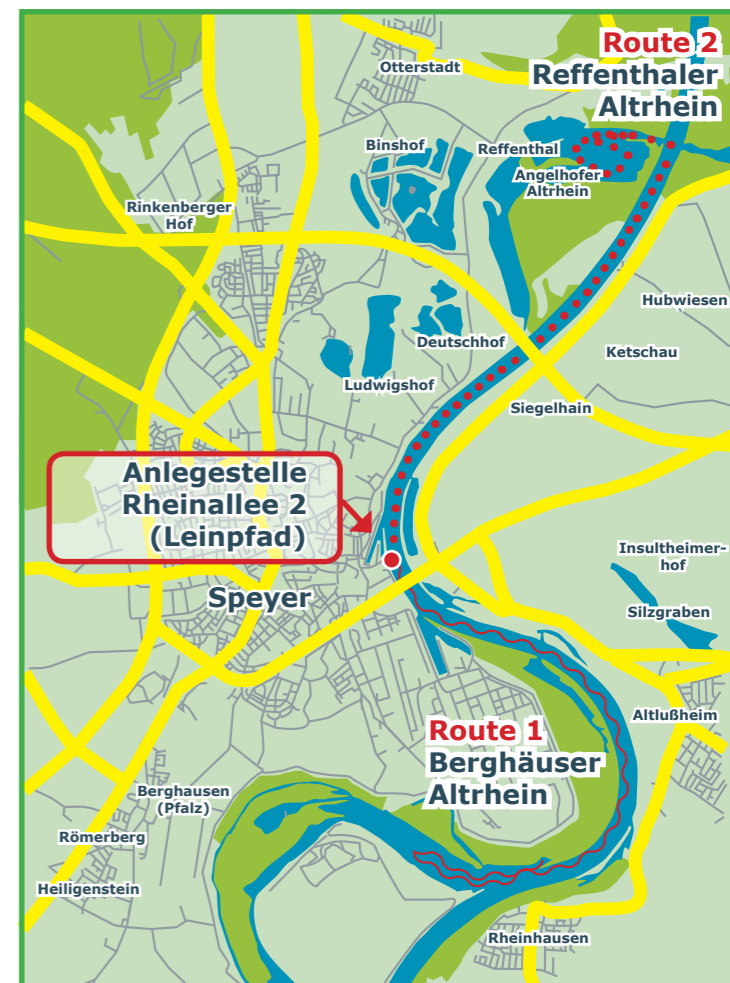 Route 2
Reffenthaler
Altrhein
Otterstadt
Binshof
Reffenthal
Angelhofer
Altrhein
Rinkenberger
Hof
Hubwiesen
Deutschhof
Ketschau
Ludwigshof
Siegelhain
Anlegestelle
Rheinallee 2
(Leinpfad)
Insultheimer-
hof
Speyer
Silzgraben
Altlußheim
Route 1
Berghäuser
Altrhein
Berghausen
(Pfalz)
Römerberg
Heiligenstein
Rheinhausen